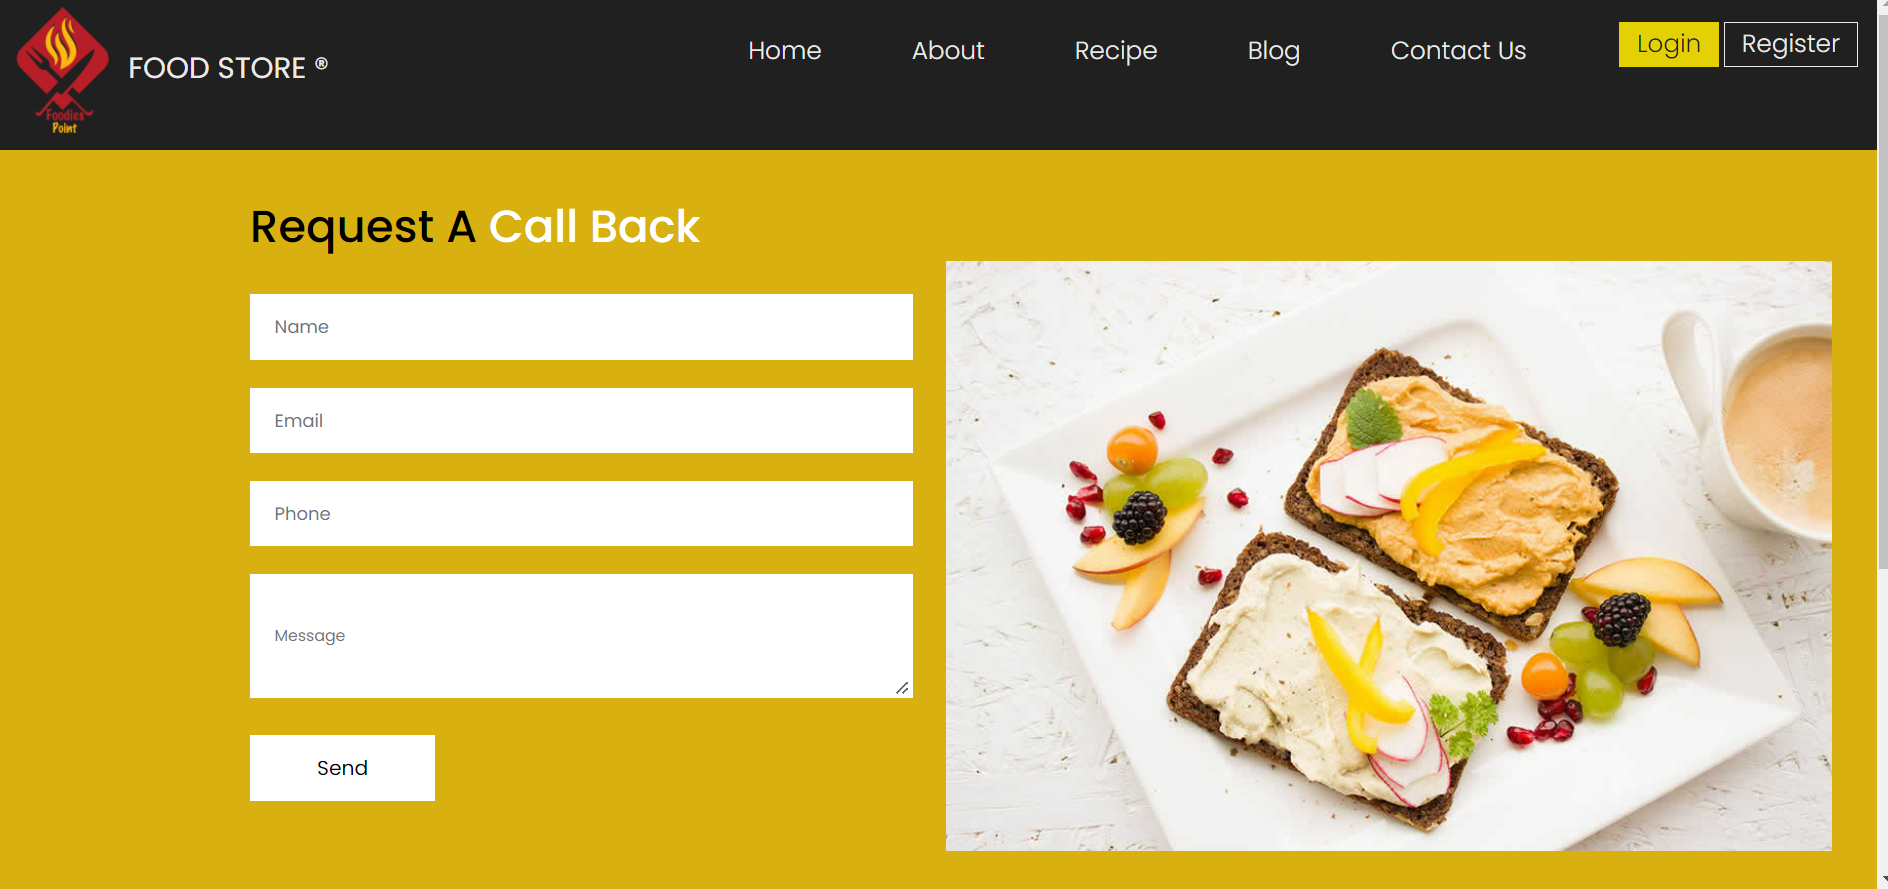 Foodies
Point
FOOD STORE ®
Home
About
Recipe
Blog
Contact Us
Login
Register
Request A Call Back
Name
Email
Phone
Message
Send